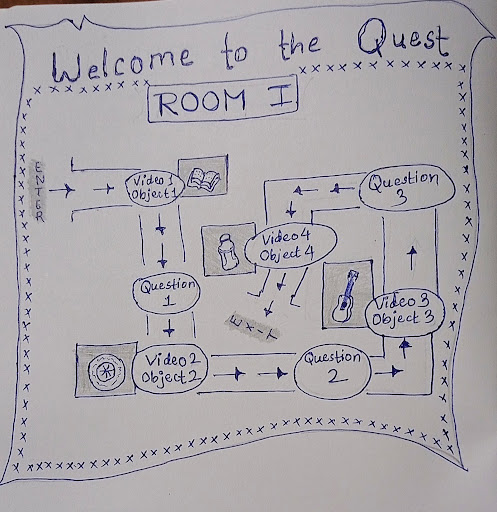 Welcome to the Quest
ROOM I
ENTER
Video 1
Object 1
Question
1
Video 2
Object 2
Question
2
Video 3
Object 3
Question
3
Video 4
Object 4
Exit